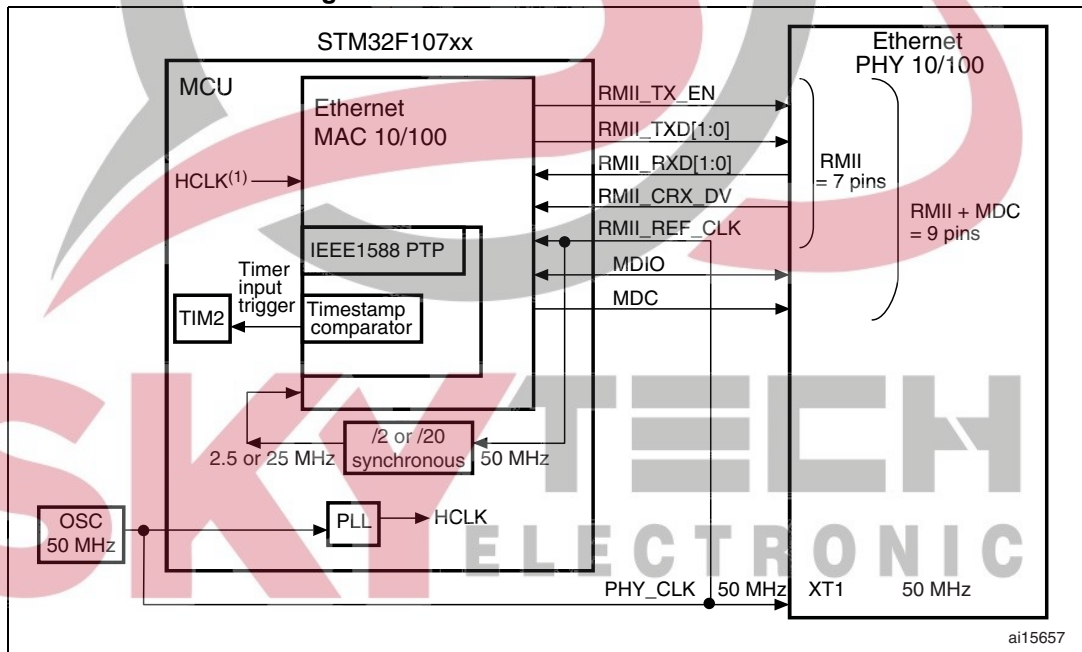 STM32F107xx
MCU
Ethernet
MAC 10/100
HCLK(1)
IEEE1588 PTP
Timer
input
trigger
TIM2
Timestamp
comparator
/2 or /20
synchronous
2.5 or 25 MHz
50 MHz
OSC
50 MHz
PLL
HCLK
RMII_TX_EN
RMII_TXD[1:0]
RMII_RXD[1:0]
RMII_CRX_DV
RMII_REF_CLK
MDIO
MDC
Ethernet
PHY 10/100
RMII
= 7 pins
RMII + MDC
= 9 pins
PHY_CLK 50 MHz
XT1 50 MHz
ai15657
SKYTECH
ELECTRONIC